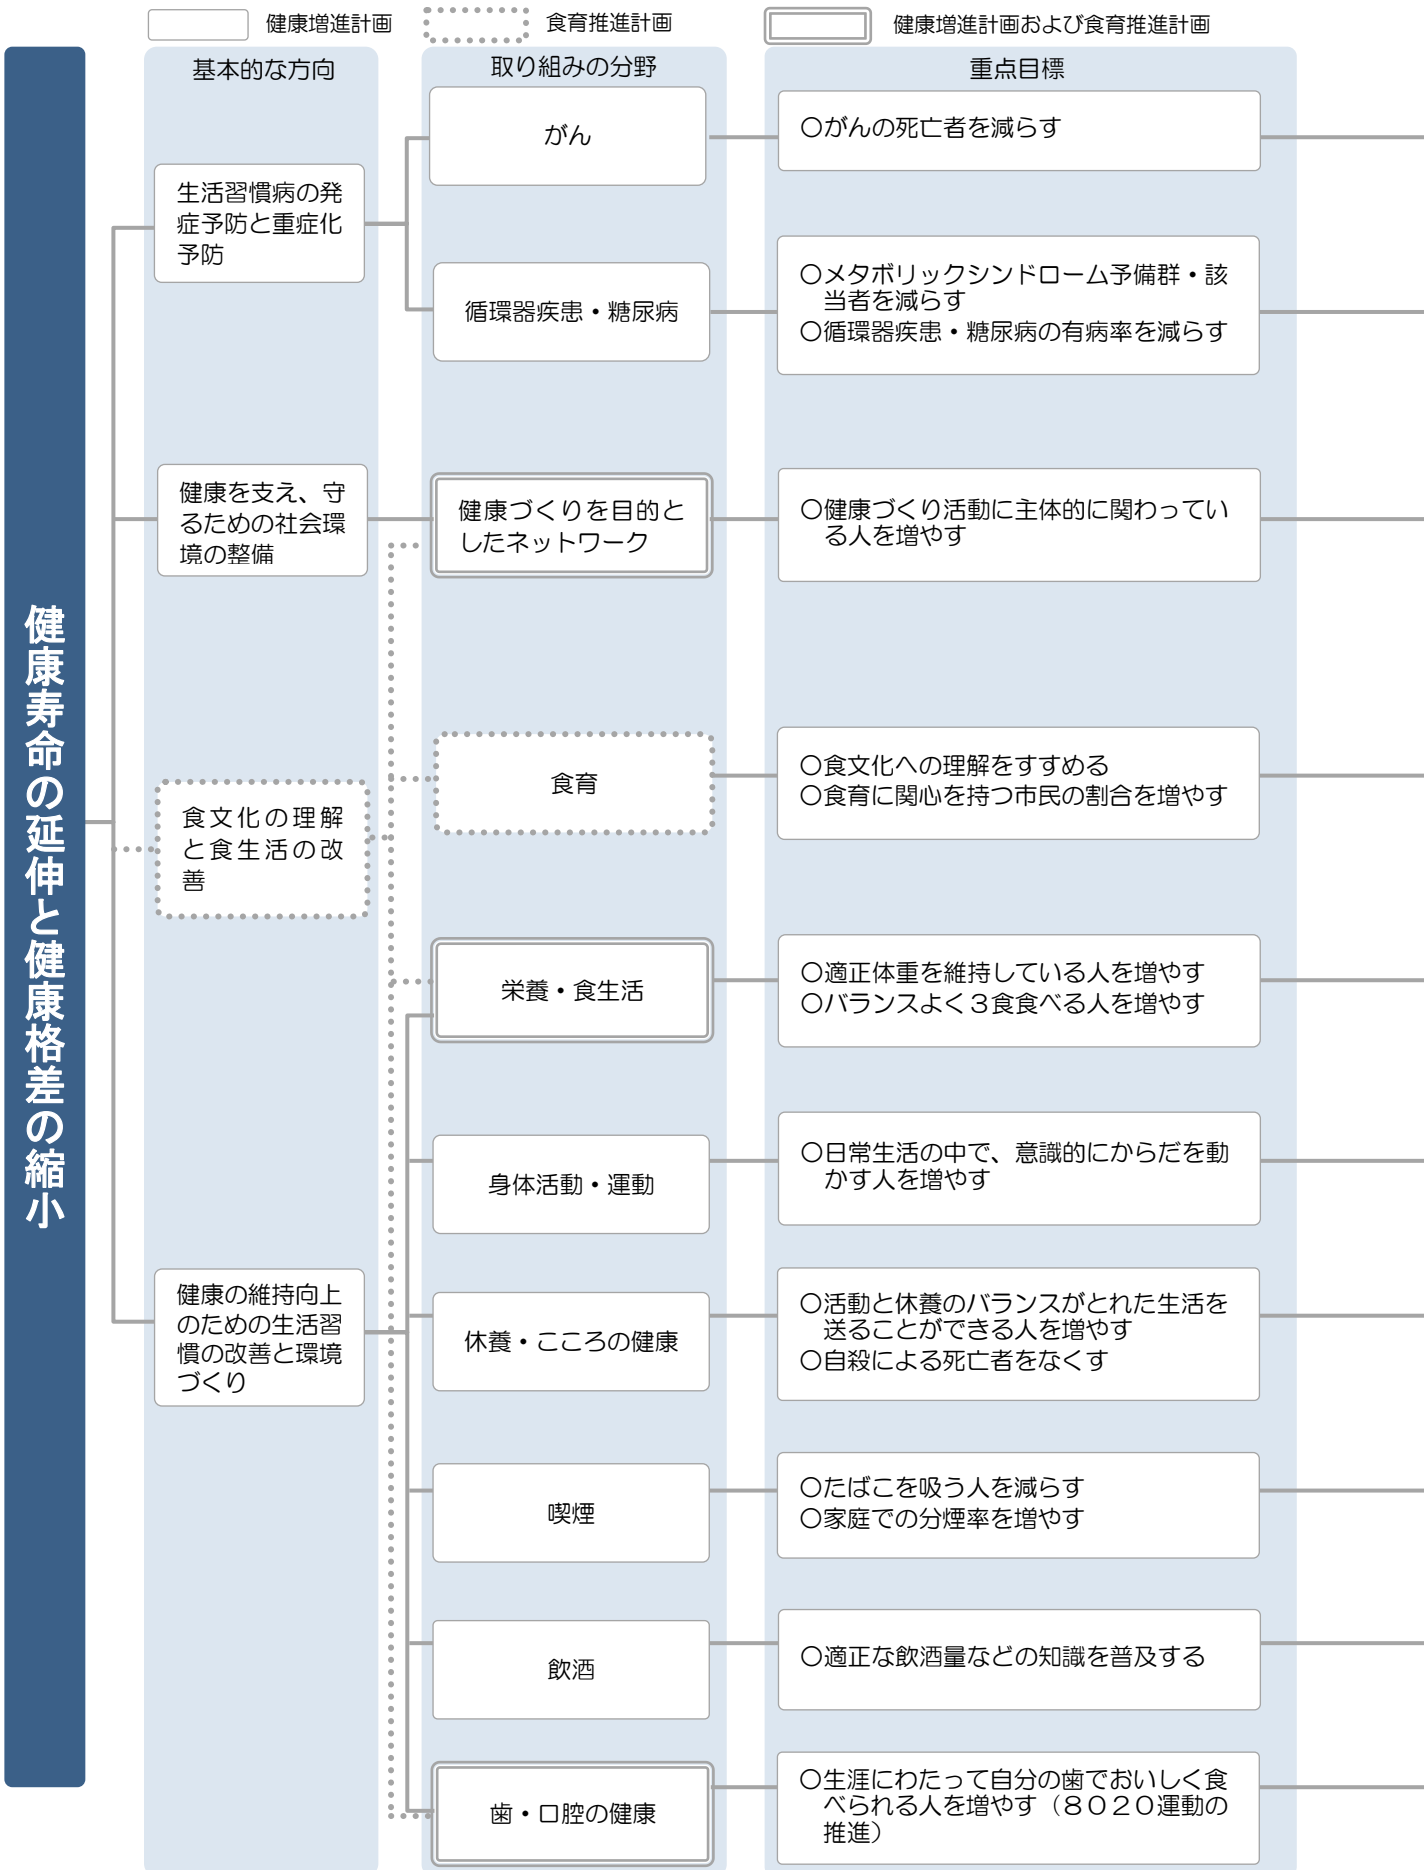 健康増進計画
食育推進計画
健康増進計画および食育推進計画
基本的な方向
取り組みの分野
重点目標
健康寿命の延伸と健康格差の縮小
生活習慣病の発
症予防と重症化
予防
がん
〇がんの死亡者を減らす
循環器疾患・糖尿病
〇メタボリックシンドローム予備群・該
当者を減らす
〇循環器疾患・糖尿病の有病率を減らす
健康を支え、守
るための社会環
境の整備
健康づくりを目的と
したネットワーク
〇健康づくり活動に主体的に関わってい
る人を増やす
食文化の理解
と食生活の改
善
食育
〇食文化への理解をすすめる
〇食育に関心を持つ市民の割合を増やす
栄養・食生活
〇適正体重を維持している人を増やす
〇バランスよく３食食べる人を増やす
健康の維持向上
のための生活習
慣の改善と環境
づくり
身体活動・運動
〇日常生活の中で、意識的にからだを動
かす人を増やす
休養・こころの健康
〇活動と休養のバランスがとれた生活を
送ることができる人を増やす
〇自殺による死亡者をなくす
喫煙
〇たばこを吸う人を減らす
〇家庭での分煙率を増やす
飲酒
〇適正な飲酒量などの知識を普及する
歯・口腔の健康
〇生涯にわたって自分の歯でおいしく食
べられる人を増やす（８０２０運動の
推進）